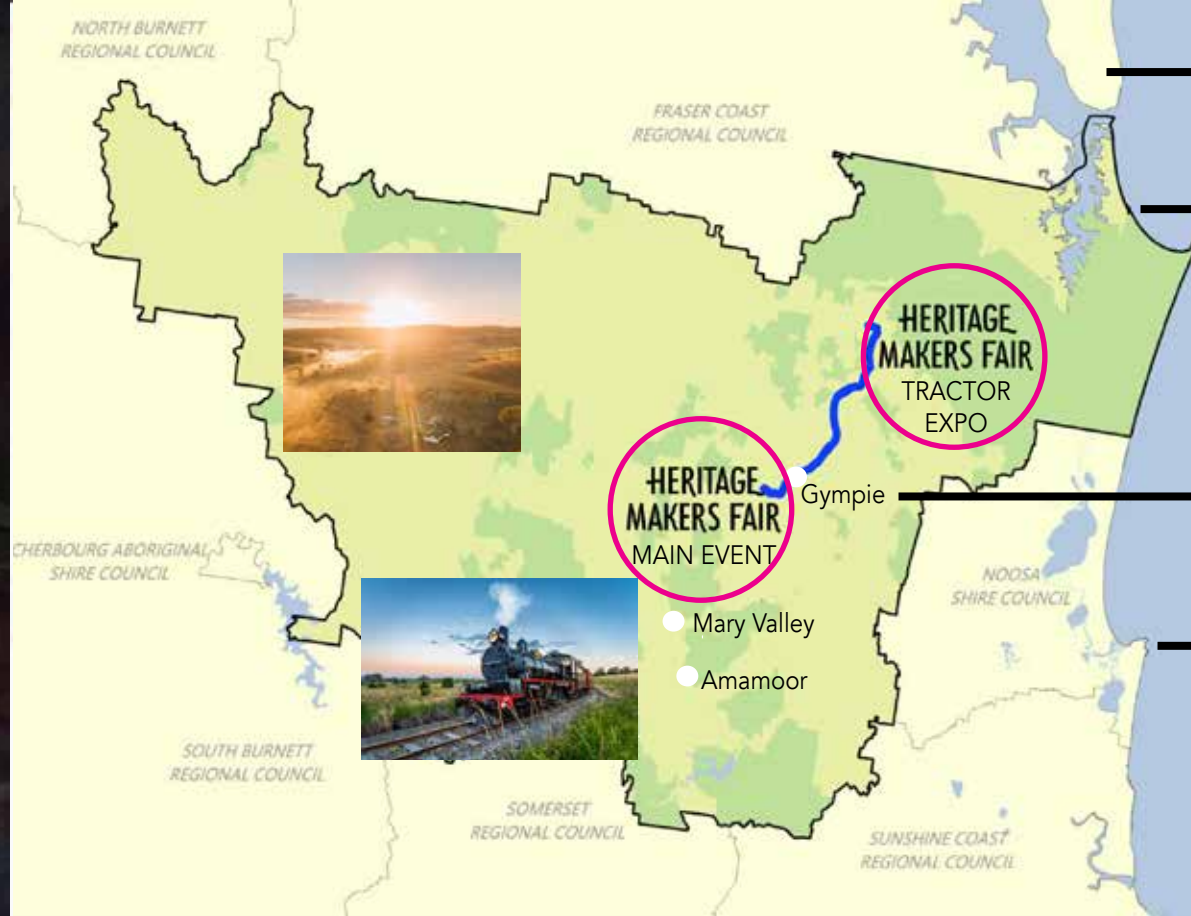 NORTH BURNETT
REGIONAL COUNCIL
FRASER COAST
REGIONAL COUNCIL
HERITAGE
MAKERS FAIR
TRACTOR
EXPO
HERITAGE
MAKERS FAIR
MAIN EVENT
Gympie
CHERBOURG ABORIGINAL
SHIRE COUNCIL
NOOSA
SHIRE COUNCIL
Mary Valley
Amamoor
SOUTH BURNETT
REGIONAL COUNCIL
SOMERSET
REGIONAL COUNCIL
SUNSHINE COAST
REGIONAL COUNCIL